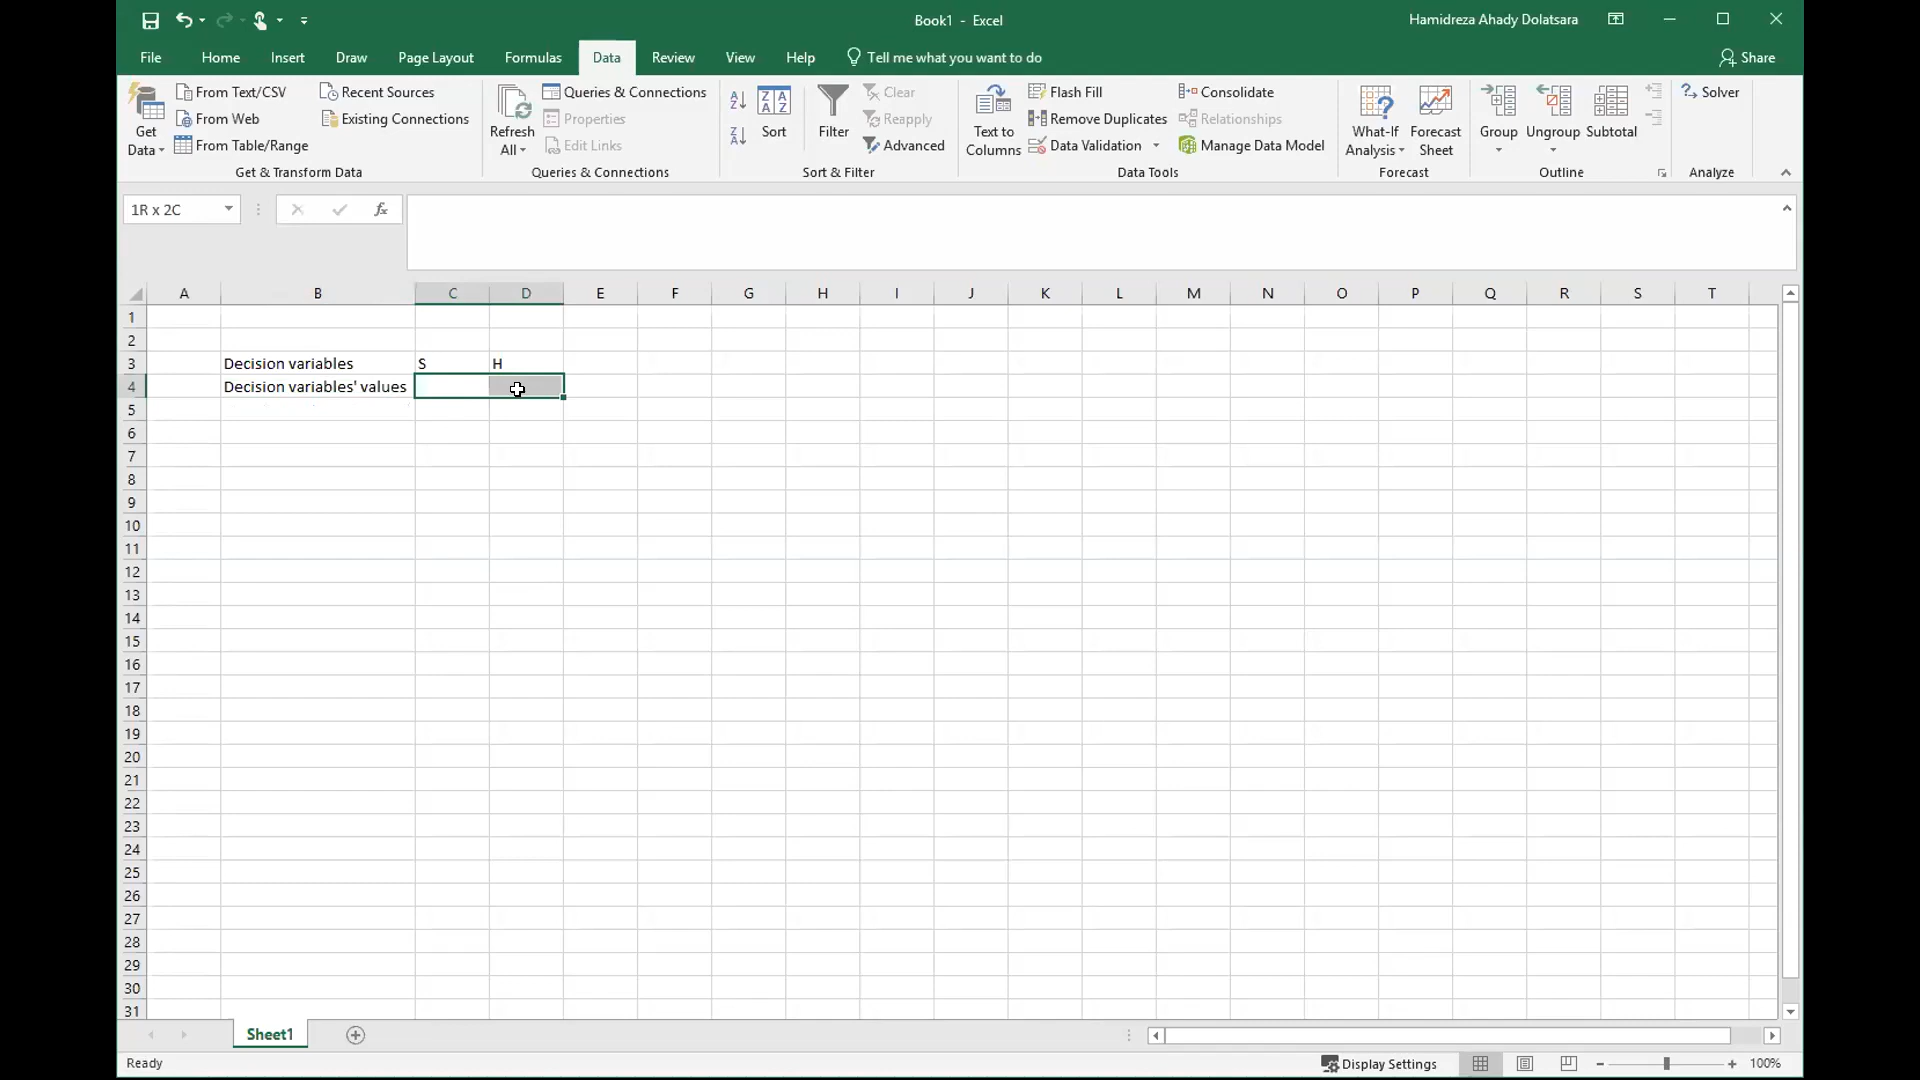 Book1 - Excel
Hamidreza Ahady Dolatsara
File Home Insert Draw Page Layout Formulas Data Review View Help Tell me what you want to do Share
Get Data
From Text/CSV
From Web
From Table/Range
Recent Sources
Existing Connections
Get & Transform Data
Refresh All
Queries & Connections
Properties
Edit Links
Queries & Connections
Sort
Filter
Clear
Reapply
Advanced
Sort & Filter
Text to Columns
Flash Fill
Remove Duplicates
Data Validation
Consolidate
Relationships
Manage Data Model
Data Tools
What-If Analysis
Forecast Sheet
Forecast
Group
Ungroup
Subtotal
Outline
Solver
Analyze
1R x 2C
fx
A B C D E F G H I J K L M N O P Q R S T
1
2
3 Decision variables S H
4 Decision variables' values
5
6
7
8
9
10
11
12
13
14
15
16
17
18
19
20
21
22
23
24
25
26
27
28
29
30
31
Sheet1
Ready
Display Settings
100%